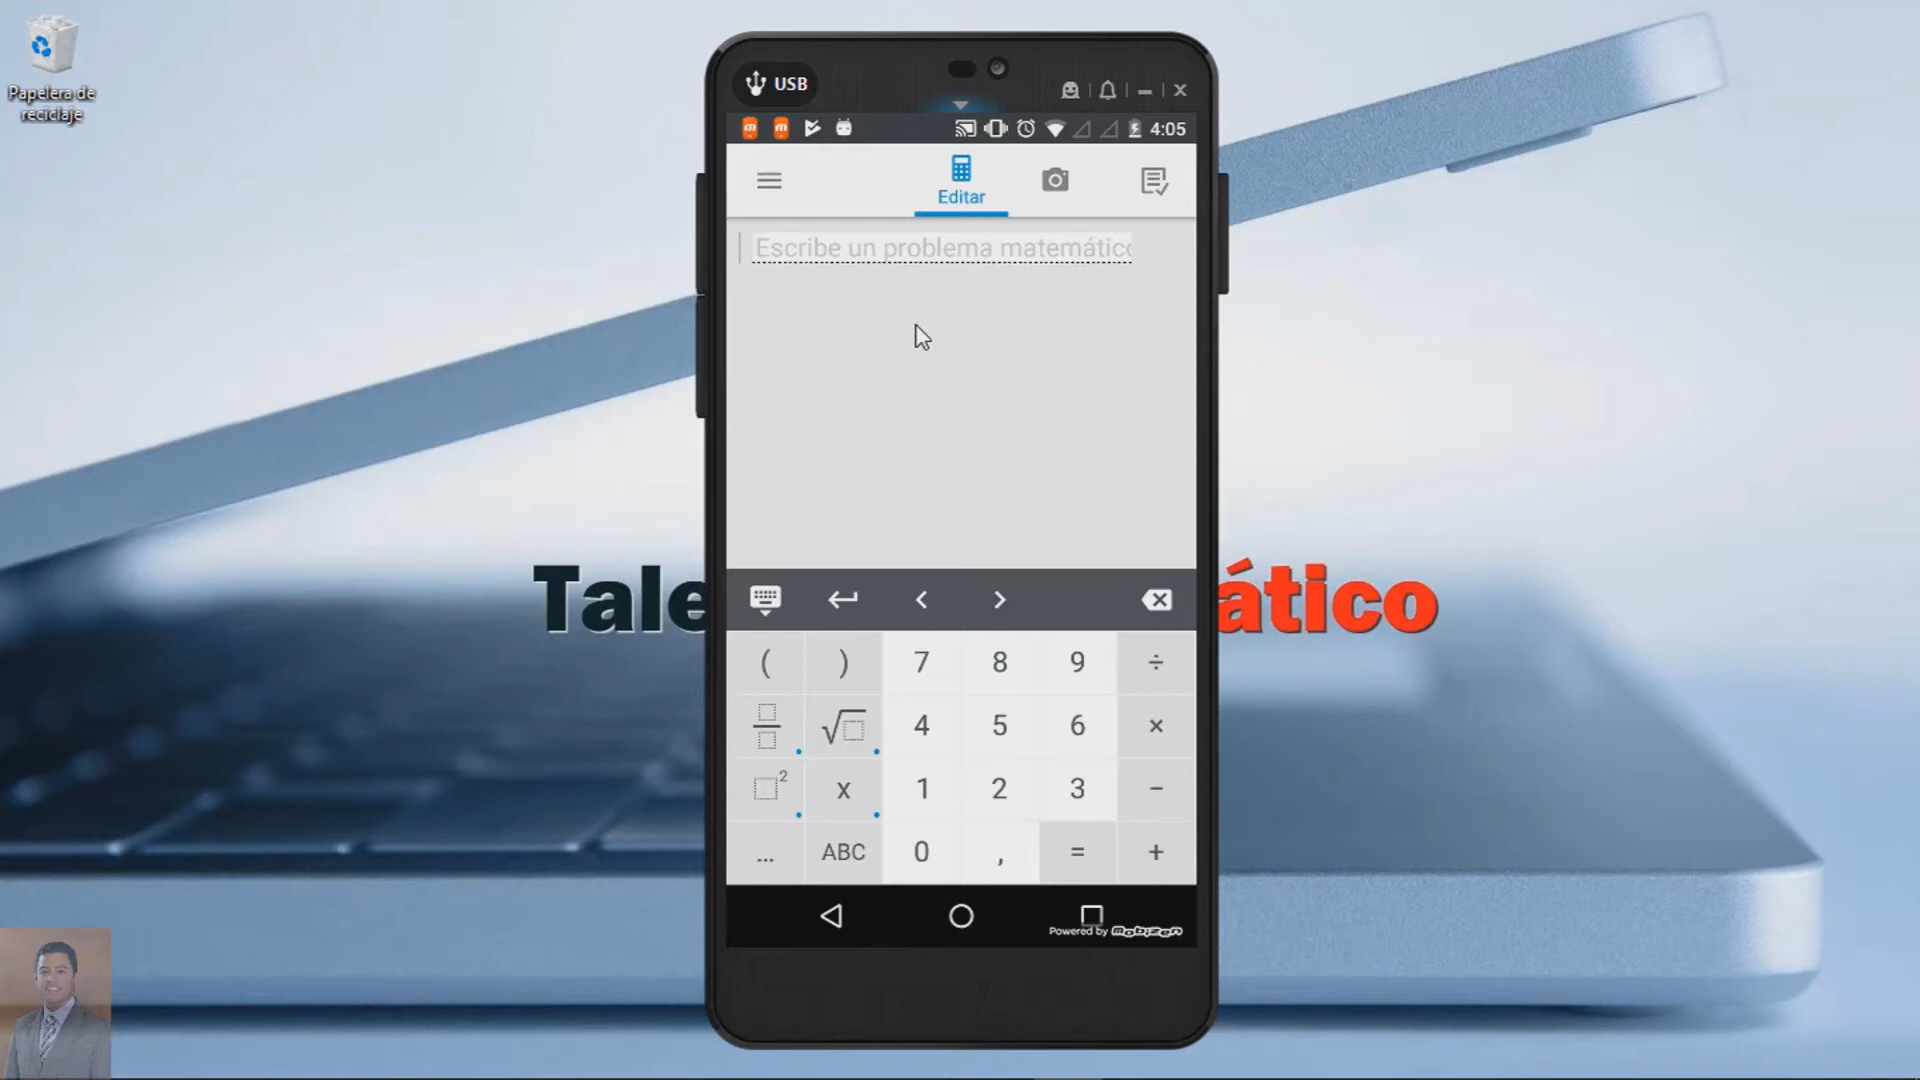 Papelera de
reciclaje
USB
4:05
Editar
Escribe un problema matemátic
Tale
ático
( ) 7 8 9 ÷
√ 4 5 6 ×
2 x 1 2 3 −
... ABC 0 , = +
Powered by Mobizen